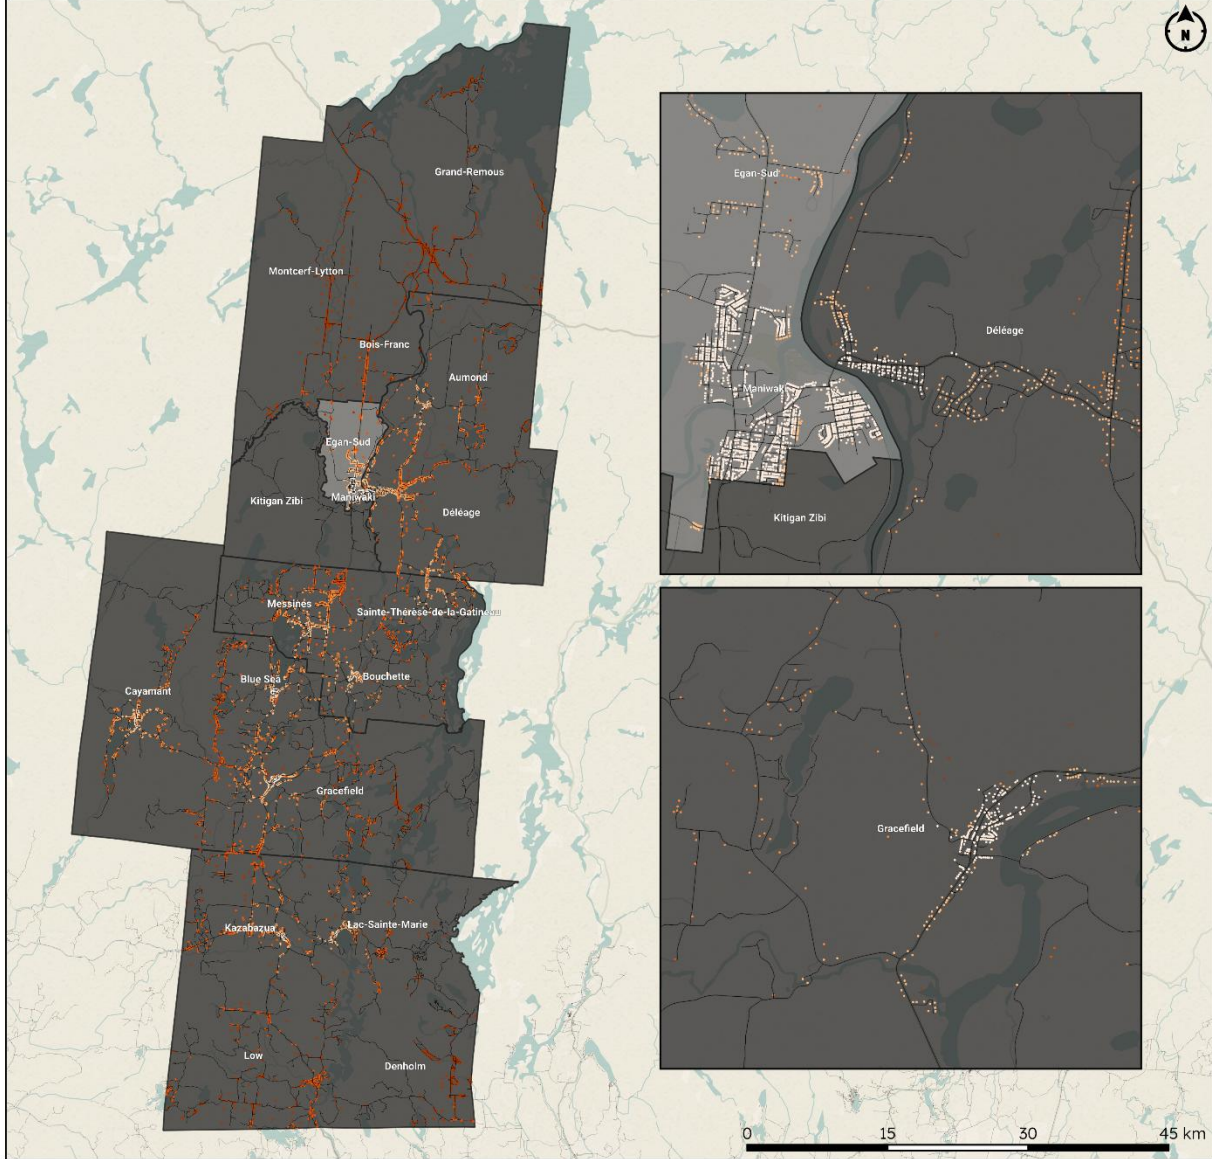 N
Grand-Remous
Montcerf-Lytton
Bois-Franc
Aumond
Egan-Sud
Maniwaki
Kitigan Zibi
Déléage
Messines
Sainte-Thérèse-de-la-Gatineau
Cayamant
Blue Sea
Bouchette
Gracefield
Kazabazua
Lac-Sainte-Marie
Low
Denholm
Egan-Sud
Déléage
Maniwaki
Kitigan Zibi
Gracefield
0 15 30 45 km